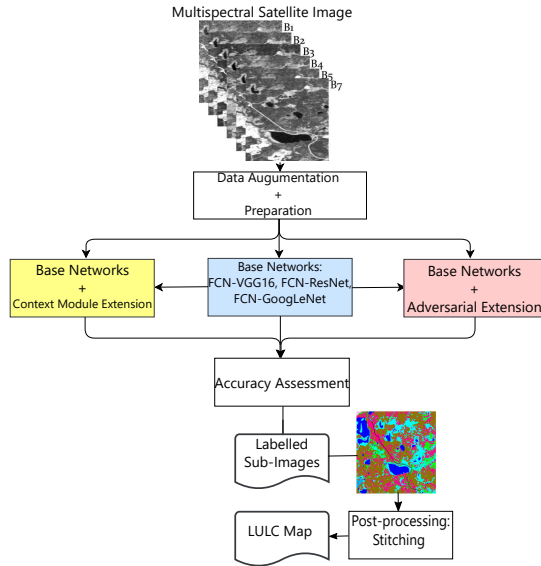 Multispectral Satellite Image
B1
B2
B3
B4
B5
B7
Data Augumentation
+
Preparation
Base Networks
+
Context Module Extension
Base Networks:
FCN-VGG16, FCN-ResNet,
FCN-GoogLeNet
Base Networks
+
Adversarial Extension
Accuracy Assessment
Labelled
Sub-Images
Post-processing:
Stitching
LULC Map